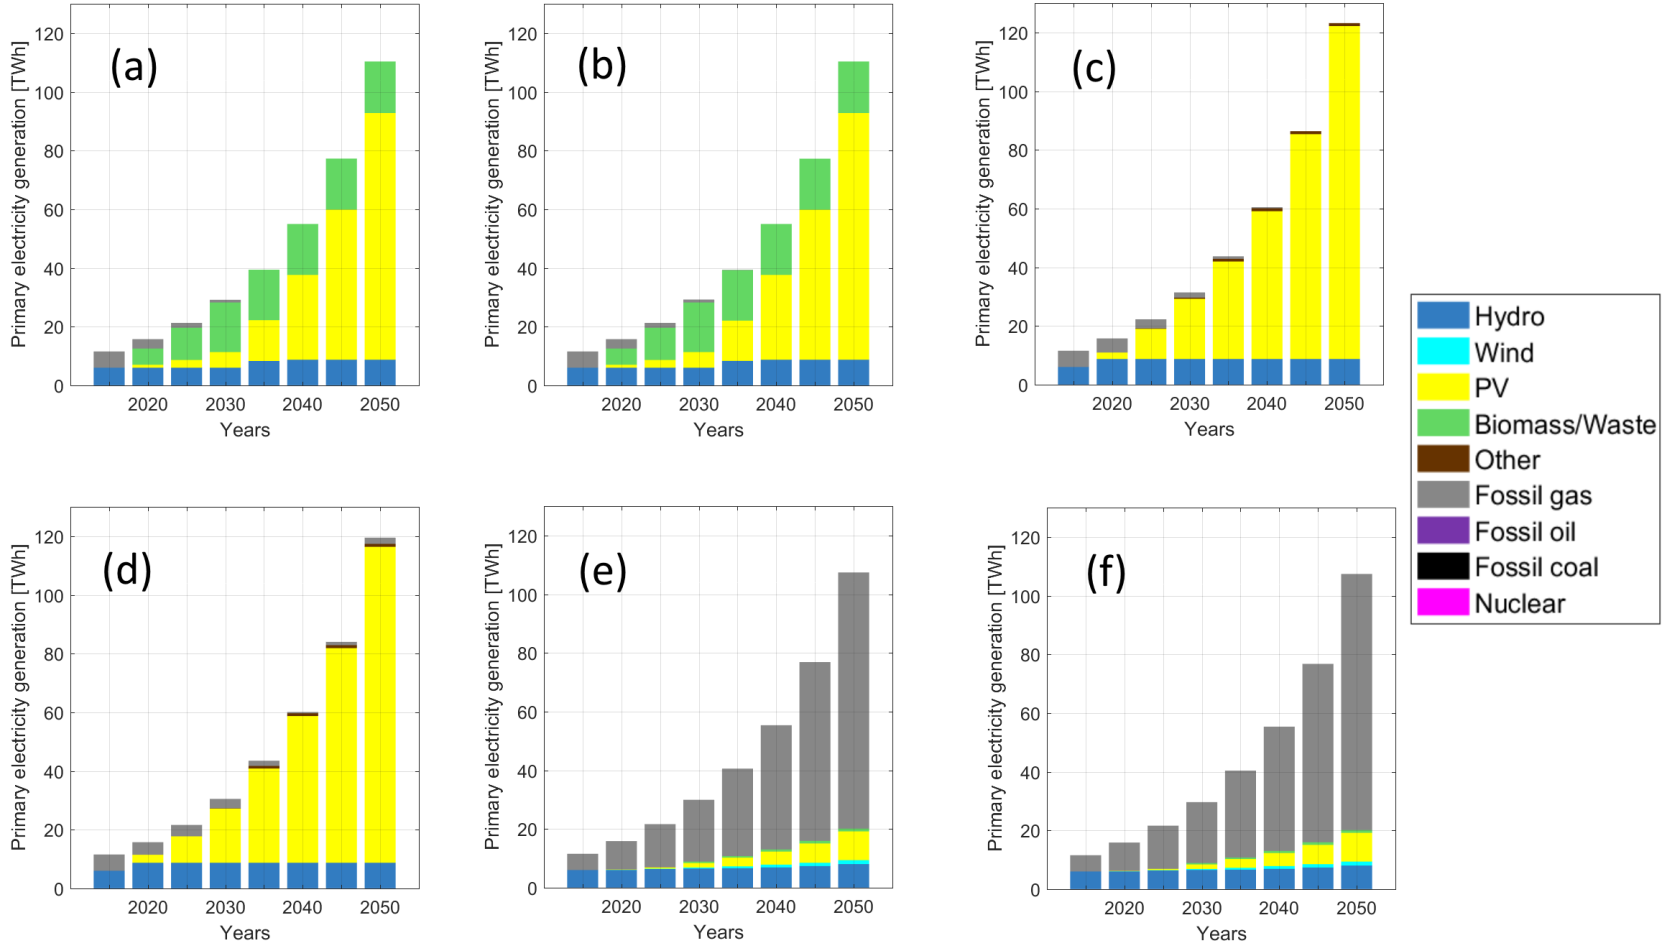 (a)
Primary electricity generation [TWh]
120
100
80
60
40
20
0
2020 2030 2040 2050
Years
(b)
Primary electricity generation [TWh]
120
100
80
60
40
20
0
2020 2030 2040 2050
Years
(c)
Primary electricity generation [TWh]
120
100
80
60
40
20
0
2020 2030 2040 2050
Years
Hydro
Wind
PV
Biomass/Waste
Other
Fossil gas
Fossil oil
Fossil coal
Nuclear
(d)
Primary electricity generation [TWh]
120
100
80
60
40
20
0
2020 2030 2040 2050
Years
(e)
Primary electricity generation [TWh]
120
100
80
60
40
20
0
2020 2030 2040 2050
Years
(f)
Primary electricity generation [TWh]
120
100
80
60
40
20
0
2020 2030 2040 2050
Years